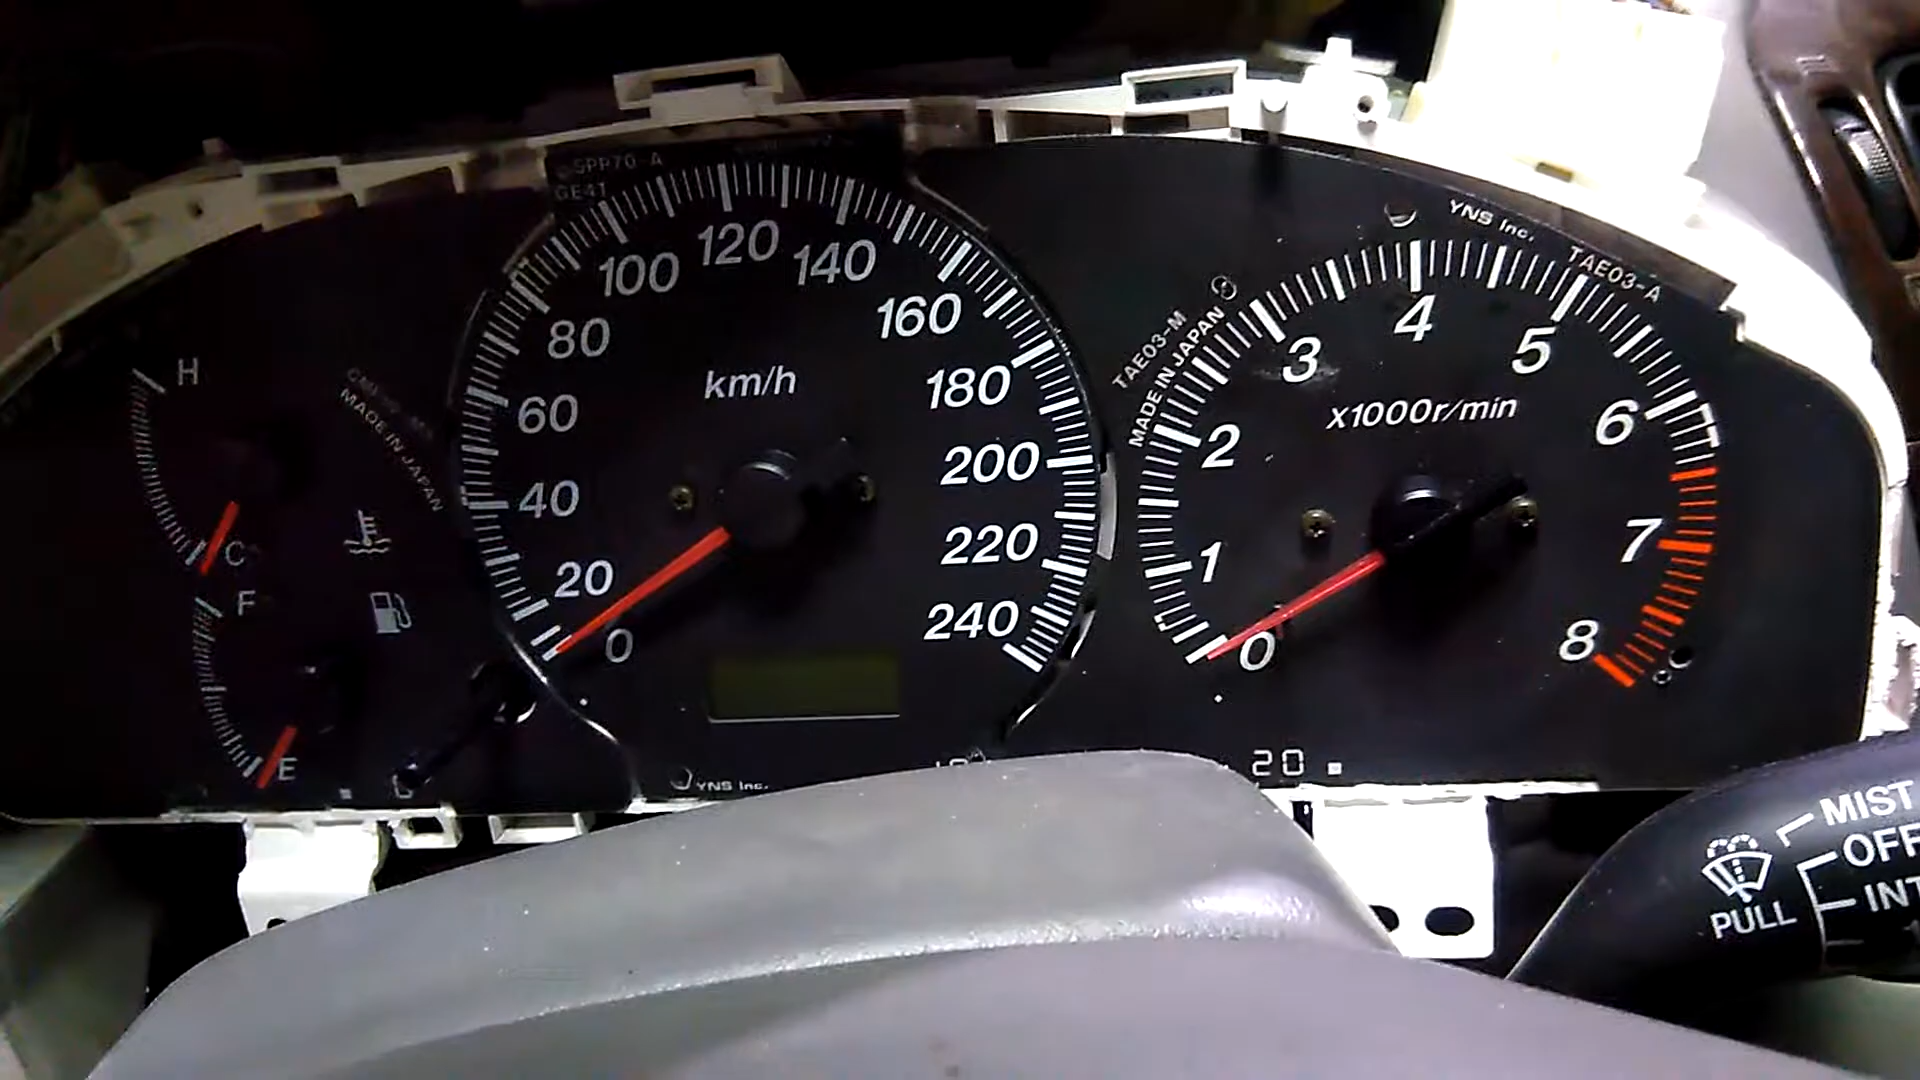 SPP70-A
GE4T
H
C
F
E
MADE IN JAPAN
km/h
0
20
40
60
80
100
120
140
160
180
200
220
240
YNS Inc.
TAE03-M
MADE IN JAPAN
YNS Inc.
TAE03-A
X1000r/min
0
1
2
3
4
5
6
7
8
20
MIST
OFF
INT
PULL